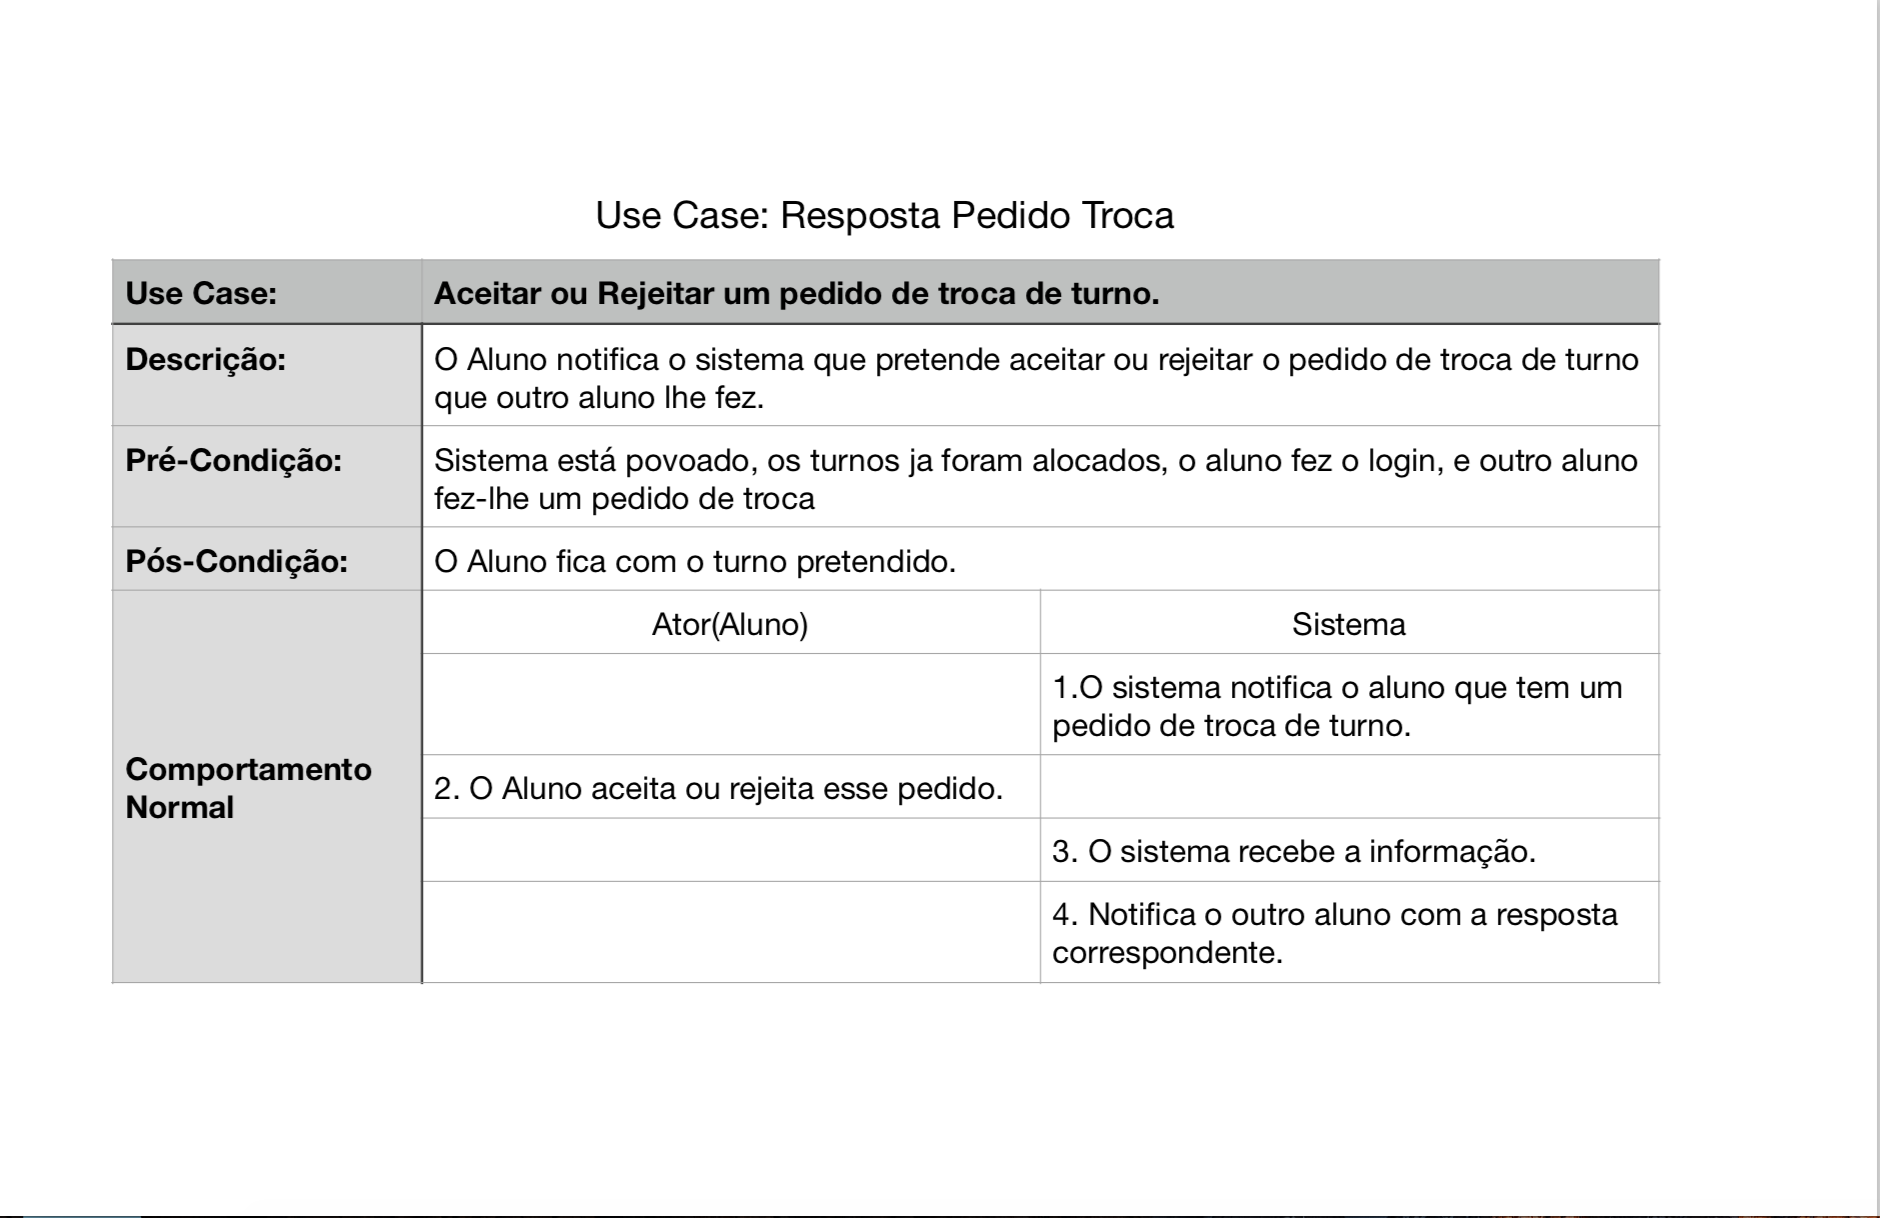 Use Case: Resposta Pedido Troca
Use Case:
Aceitar ou Rejeitar um pedido de troca de turno.
Descrição:
O Aluno notifica o sistema que pretende aceitar ou rejeitar o pedido de troca de turno
que outro aluno lhe fez.
Pré-Condição:
Sistema está povoado, os turnos ja foram alocados, o aluno fez o login, e outro aluno
fez-lhe um pedido de troca
Pós-Condição:
O Aluno fica com o turno pretendido.
Comportamento
Normal
Ator(Aluno)
Sistema
1.O sistema notifica o aluno que tem um
pedido de troca de turno.
2. O Aluno aceita ou rejeita esse pedido.
3. O sistema recebe a informação.
4. Notifica o outro aluno com a resposta
correspondente.